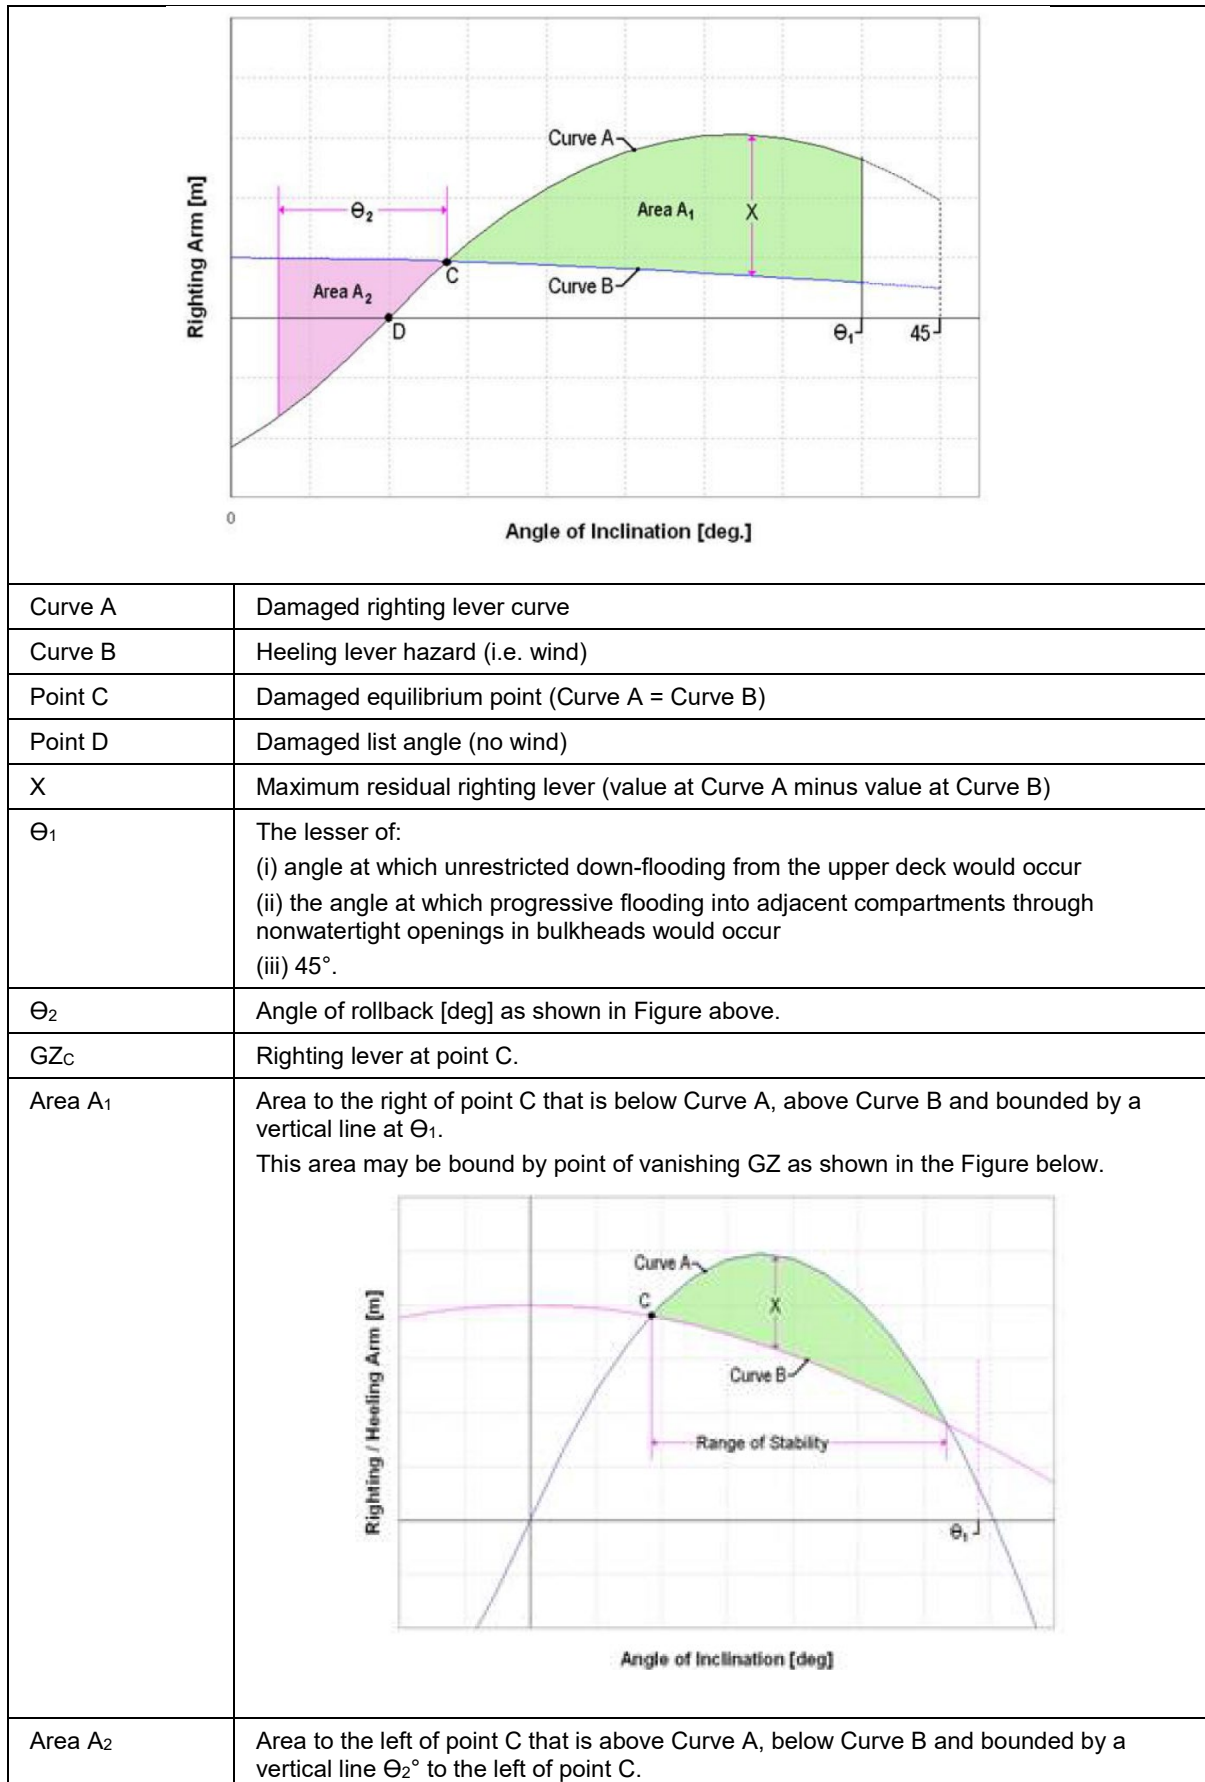 Curve A
Righting Arm [m]
Ѳ2
Area A1
X
C
Area A2
Curve B
D
Ѳ1
45
0
Angle of Inclination [deg.]
Curve A
Damaged righting lever curve
Curve B
Heeling lever hazard (i.e. wind)
Point C
Damaged equilibrium point (Curve A = Curve B)
Point D
Damaged list angle (no wind)
X
Maximum residual righting lever (value at Curve A minus value at Curve B)
Ѳ1
The lesser of:
(i) angle at which unrestricted down-flooding from the upper deck would occur
(ii) the angle at which progressive flooding into adjacent compartments through
nonwatertight openings in bulkheads would occur
(iii) 45°.
Ѳ2
Angle of rollback [deg] as shown in Figure above.
GZC
Righting lever at point C.
Area A1
Area to the right of point C that is below Curve A, above Curve B and bounded by a
vertical line at Ѳ1.
This area may be bound by point of vanishing GZ as shown in the Figure below.
Curve A
C
X
Righting / Heeling Arm [m]
Curve B
Range of Stability
Ѳ1
Angle of Inclination [deg]
Area A2
Area to the left of point C that is above Curve A, below Curve B and bounded by a
vertical line Ѳ2° to the left of point C.